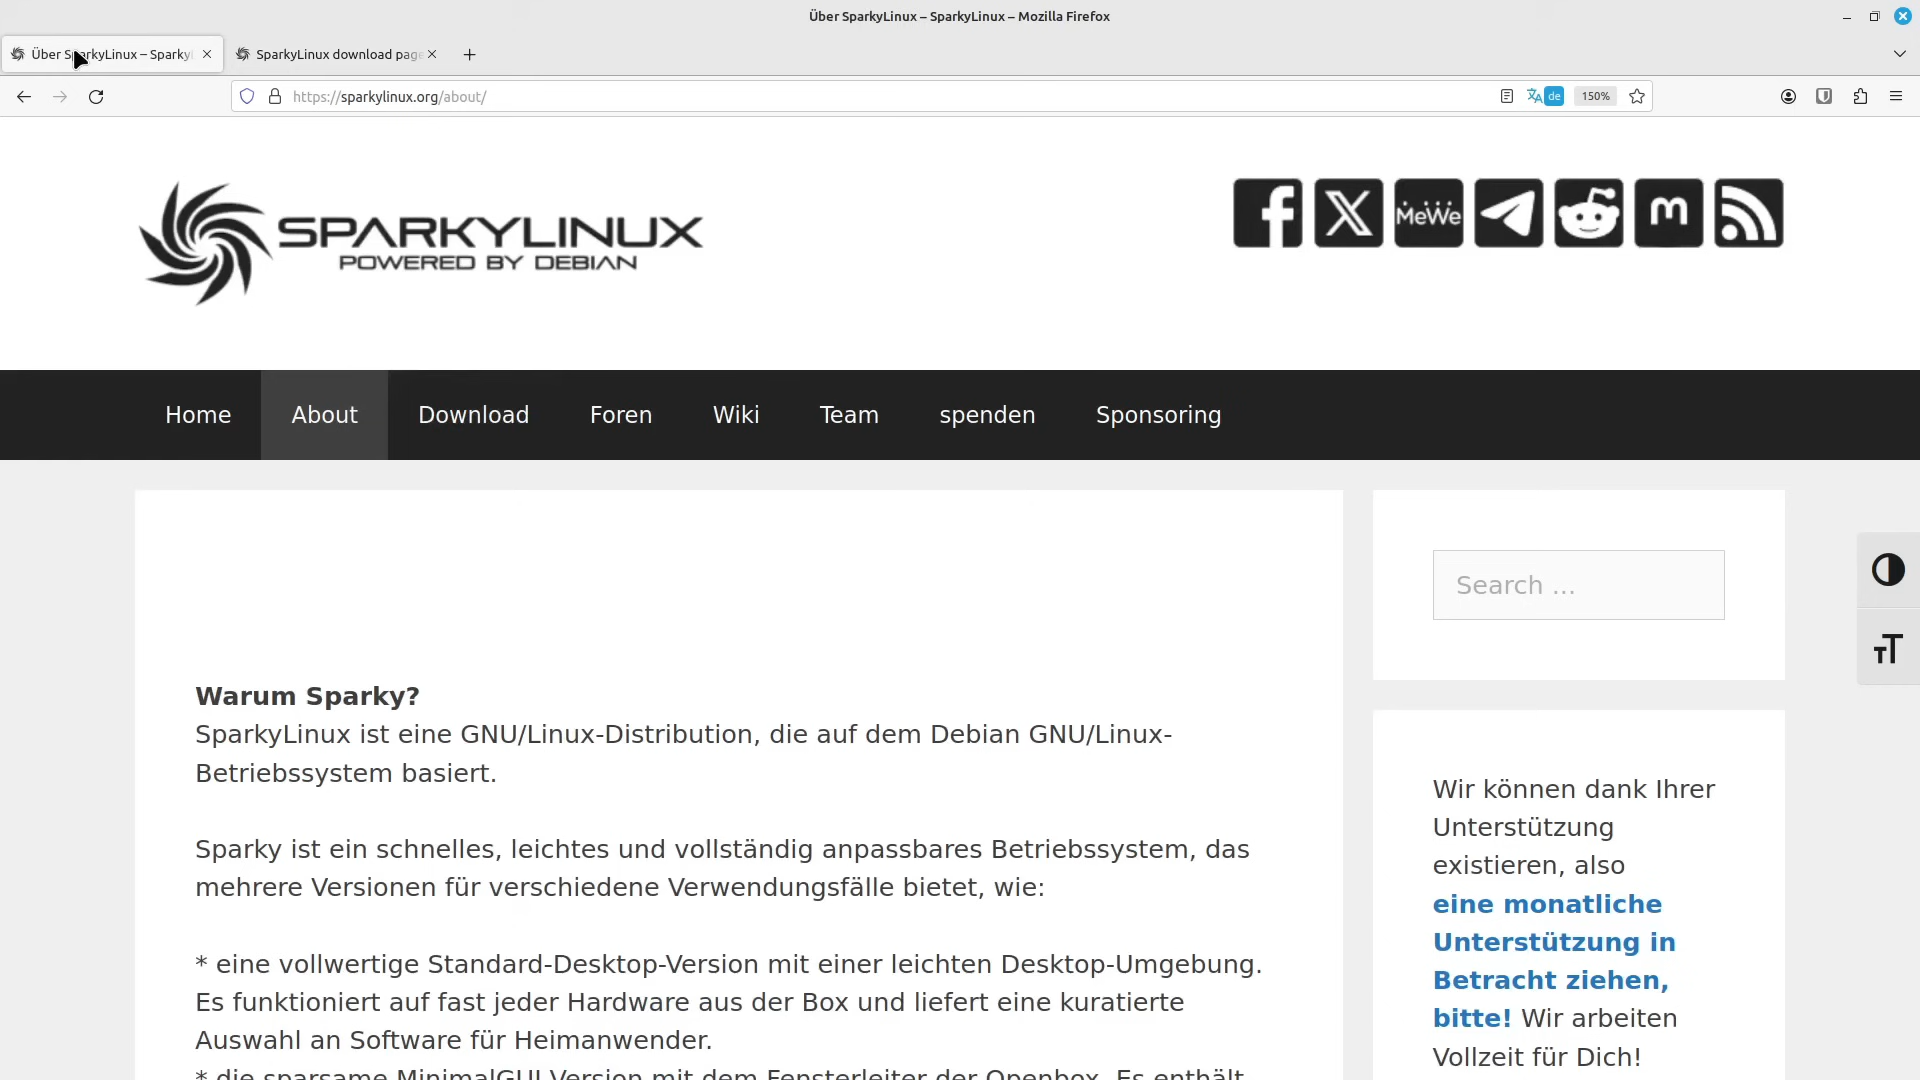 Über SparkyLinux – SparkyLinux – Mozilla Firefox
Über SparkyLinux – Sparky
SparkyLinux download page
https://sparkylinux.org/about/
de
150%
SPARKYLINUX
POWERED BY DEBIAN
MeWe
Home
About
Download
Foren
Wiki
Team
spenden
Sponsoring
Warum Sparky?
SparkyLinux ist eine GNU/Linux-Distribution, die auf dem Debian GNU/Linux-
Betriebssystem basiert.
Sparky ist ein schnelles, leichtes und vollständig anpassbares Betriebssystem, das
mehrere Versionen für verschiedene Verwendungsfälle bietet, wie:
* eine vollwertige Standard-Desktop-Version mit einer leichten Desktop-Umgebung.
Es funktioniert auf fast jeder Hardware aus der Box und liefert eine kuratierte
Auswahl an Software für Heimanwender.
* die sparsame MinimalGUI Version mit dem Fensterleiter der Openbox. Es enthält
Search ...
Wir können dank Ihrer
Unterstützung
existieren, also
eine monatliche
Unterstützung in
Betracht ziehen,
bitte! Wir arbeiten
Vollzeit für Dich!